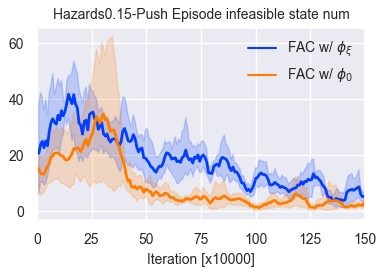 Hazards0.15-Push Episode infeasible state num
60
FAC w/ ϕξ
FAC w/ ϕ0
40
20
0
0 25 50 75 100 125 150
Iteration [x10000]